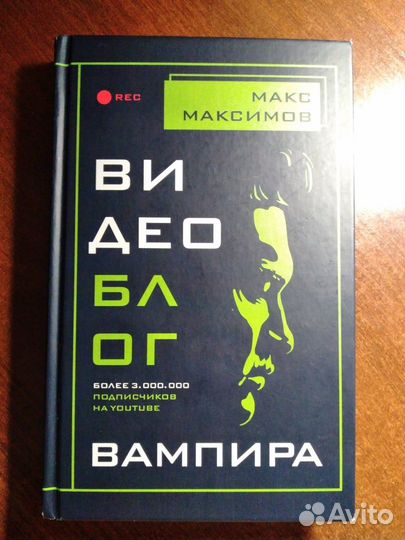 REC
МАКС
МАКСИМОВ
ВИ
ДЕО
БЛ
ОГ
БОЛЕЕ 3.000.000
ПОДПИСЧИКОВ
НА YOUTUBE
ВАМПИРА
Avito